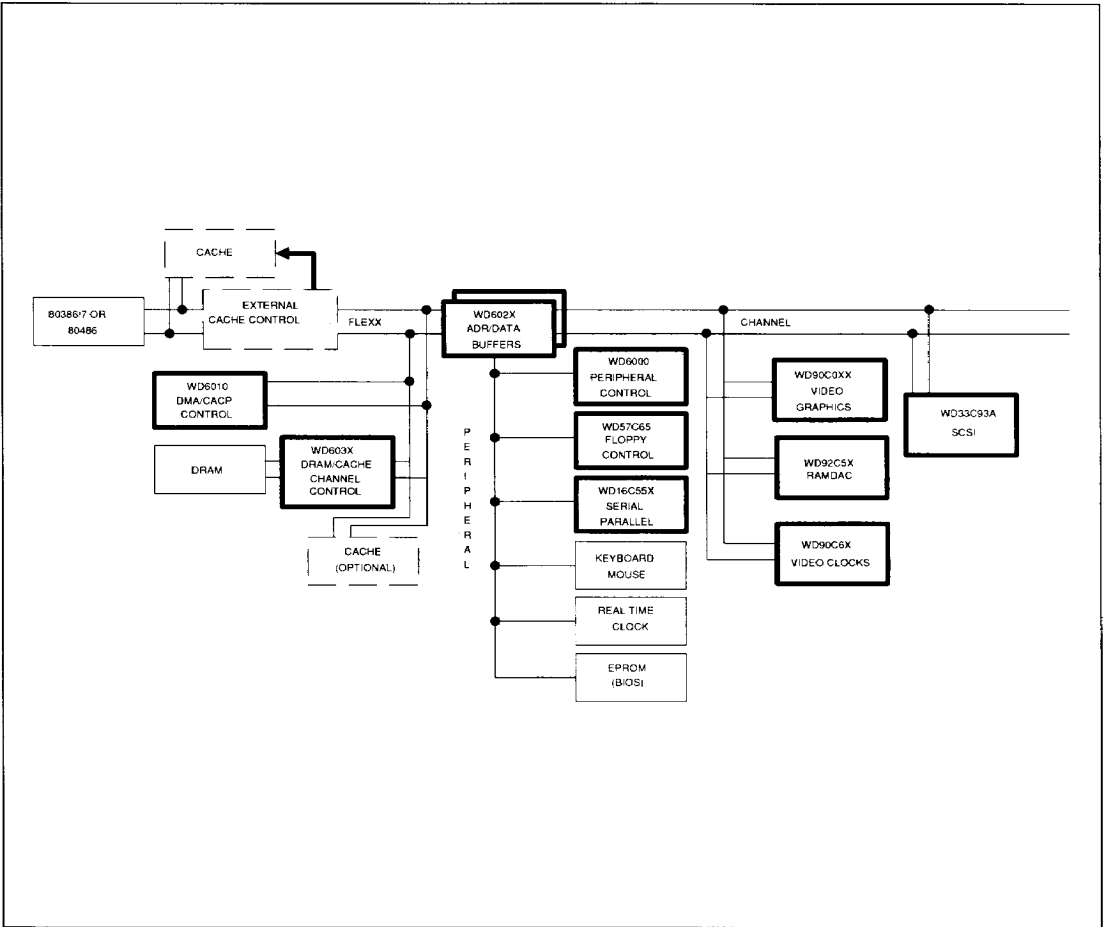 CACHE
80386/7 OR
80486
EXTERNAL
CACHE CONTROL
FLEXX
WD602X
ADR/DATA
BUFFERS
CHANNEL
WD6010
DMA/CACP
CONTROL
DRAM
WD603X
DRAM/CACHE
CHANNEL
CONTROL
CACHE
(OPTIONAL)
PERIPHERAL
WD6000
PERIPHERAL
CONTROL
WD57C65
FLOPPY
CONTROL
WD16C55X
SERIAL
PARALLEL
KEYBOARD
MOUSE
REAL TIME
CLOCK
EPROM
(BIOS)
WD90C0XX
VIDEO
GRAPHICS
WD92C5X
RAMDAC
WD90C6X
VIDEO CLOCKS
WD33C93A
SCSI